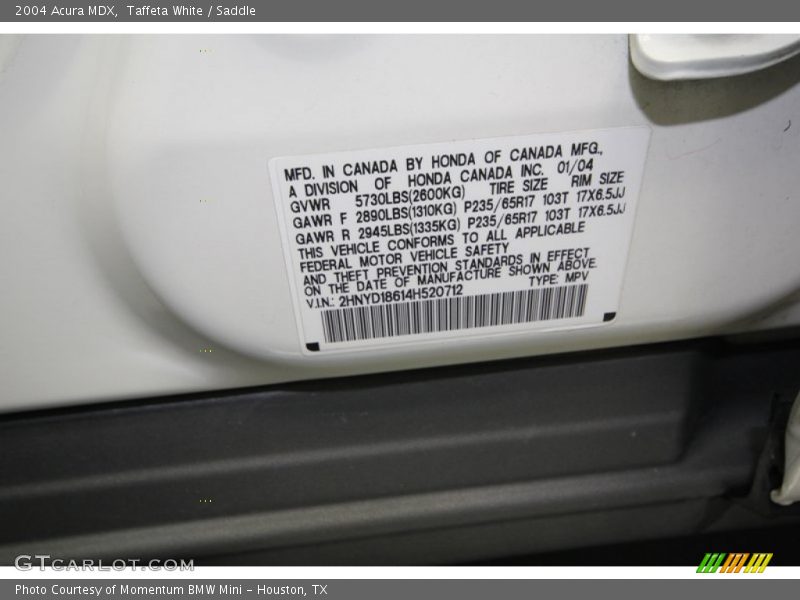 2004 Acura MDX, Taffeta White / Saddle
MFD. IN CANADA BY HONDA OF CANADA MFG.,
A DIVISION OF HONDA CANADA INC. 01/04
GVWR 5730LBS(2600KG) TIRE SIZE RIM SIZE
GAWR F 2890LBS(1310KG) P235/65R17 103T 17X6.5JJ
GAWR R 2945LBS(1335KG) P235/65R17 103T 17X6.5JJ
THIS VEHICLE CONFORMS TO ALL APPLICABLE
FEDERAL MOTOR VEHICLE SAFETY
AND THEFT PREVENTION STANDARDS IN EFFECT
ON THE DATE OF MANUFACTURE SHOWN ABOVE.
V.I.N.: 2HNYD18614H520712 TYPE: MPV
GTCARLOT.COM
Photo Courtesy of Momentum BMW Mini - Houston, TX